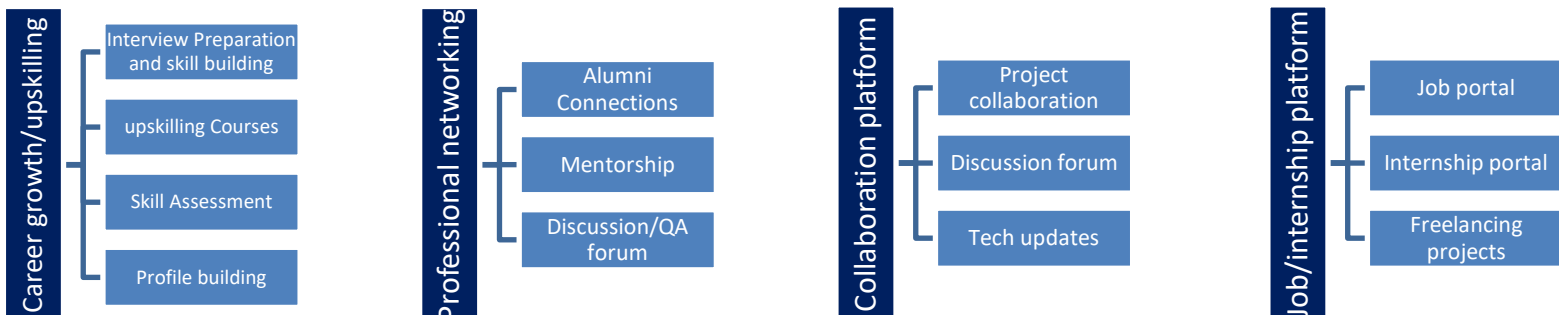 Career growth/upskilling
Interview Preparation
and skill building
upskilling Courses
Skill Assessment
Profile building
Professional networking
Alumni
Connections
Mentorship
Discussion/QA
forum
Collaboration platform
Project
collaboration
Discussion forum
Tech updates
Job/internship platform
Job portal
Internship portal
Freelancing
projects